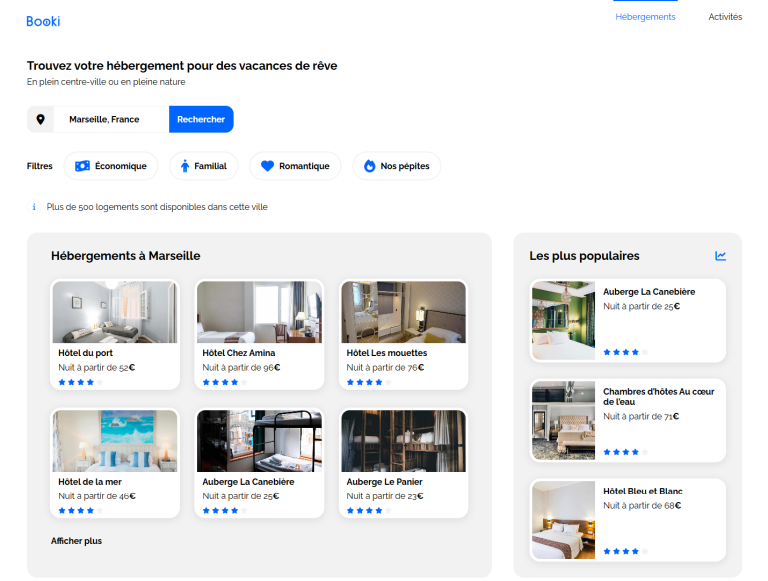 Booki
Hébergements
Activités
Trouvez votre hébergement pour des vacances de rêve
En plein centre-ville ou en pleine nature
Marseille, France
Rechercher
Filtres
Économique
Familial
Romantique
Nos pépites
i Plus de 500 logements sont disponibles dans cette ville
Hébergements à Marseille
Hôtel du port
Nuit à partir de 52€
Hôtel Chez Amina
Nuit à partir de 96€
Hôtel Les mouettes
Nuit à partir de 76€
Hôtel de la mer
Nuit à partir de 46€
Auberge La Canebière
Nuit à partir de 25€
Auberge Le Panier
Nuit à partir de 23€
Afficher plus
Les plus populaires
Auberge La Canebière
Nuit à partir de 25€
Chambres d'hôtes Au cœur
de l'eau
Nuit à partir de 71€
Hôtel Bleu et Blanc
Nuit à partir de 68€